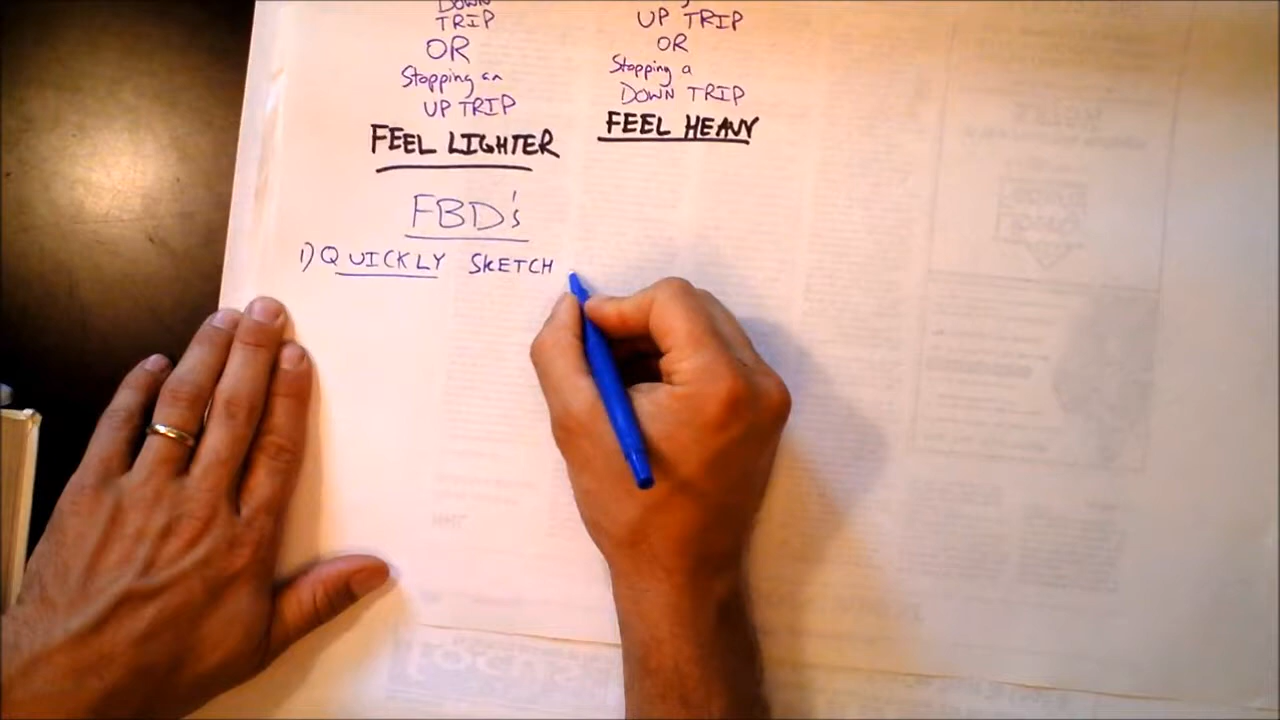 DOWN
TRIP
OR
Stopping an
UP TRIP
FEEL LIGHTER
UP TRIP
OR
Stopping a
DOWN TRIP
FEEL HEAVY
FBD's
1) QUICKLY SKETCH